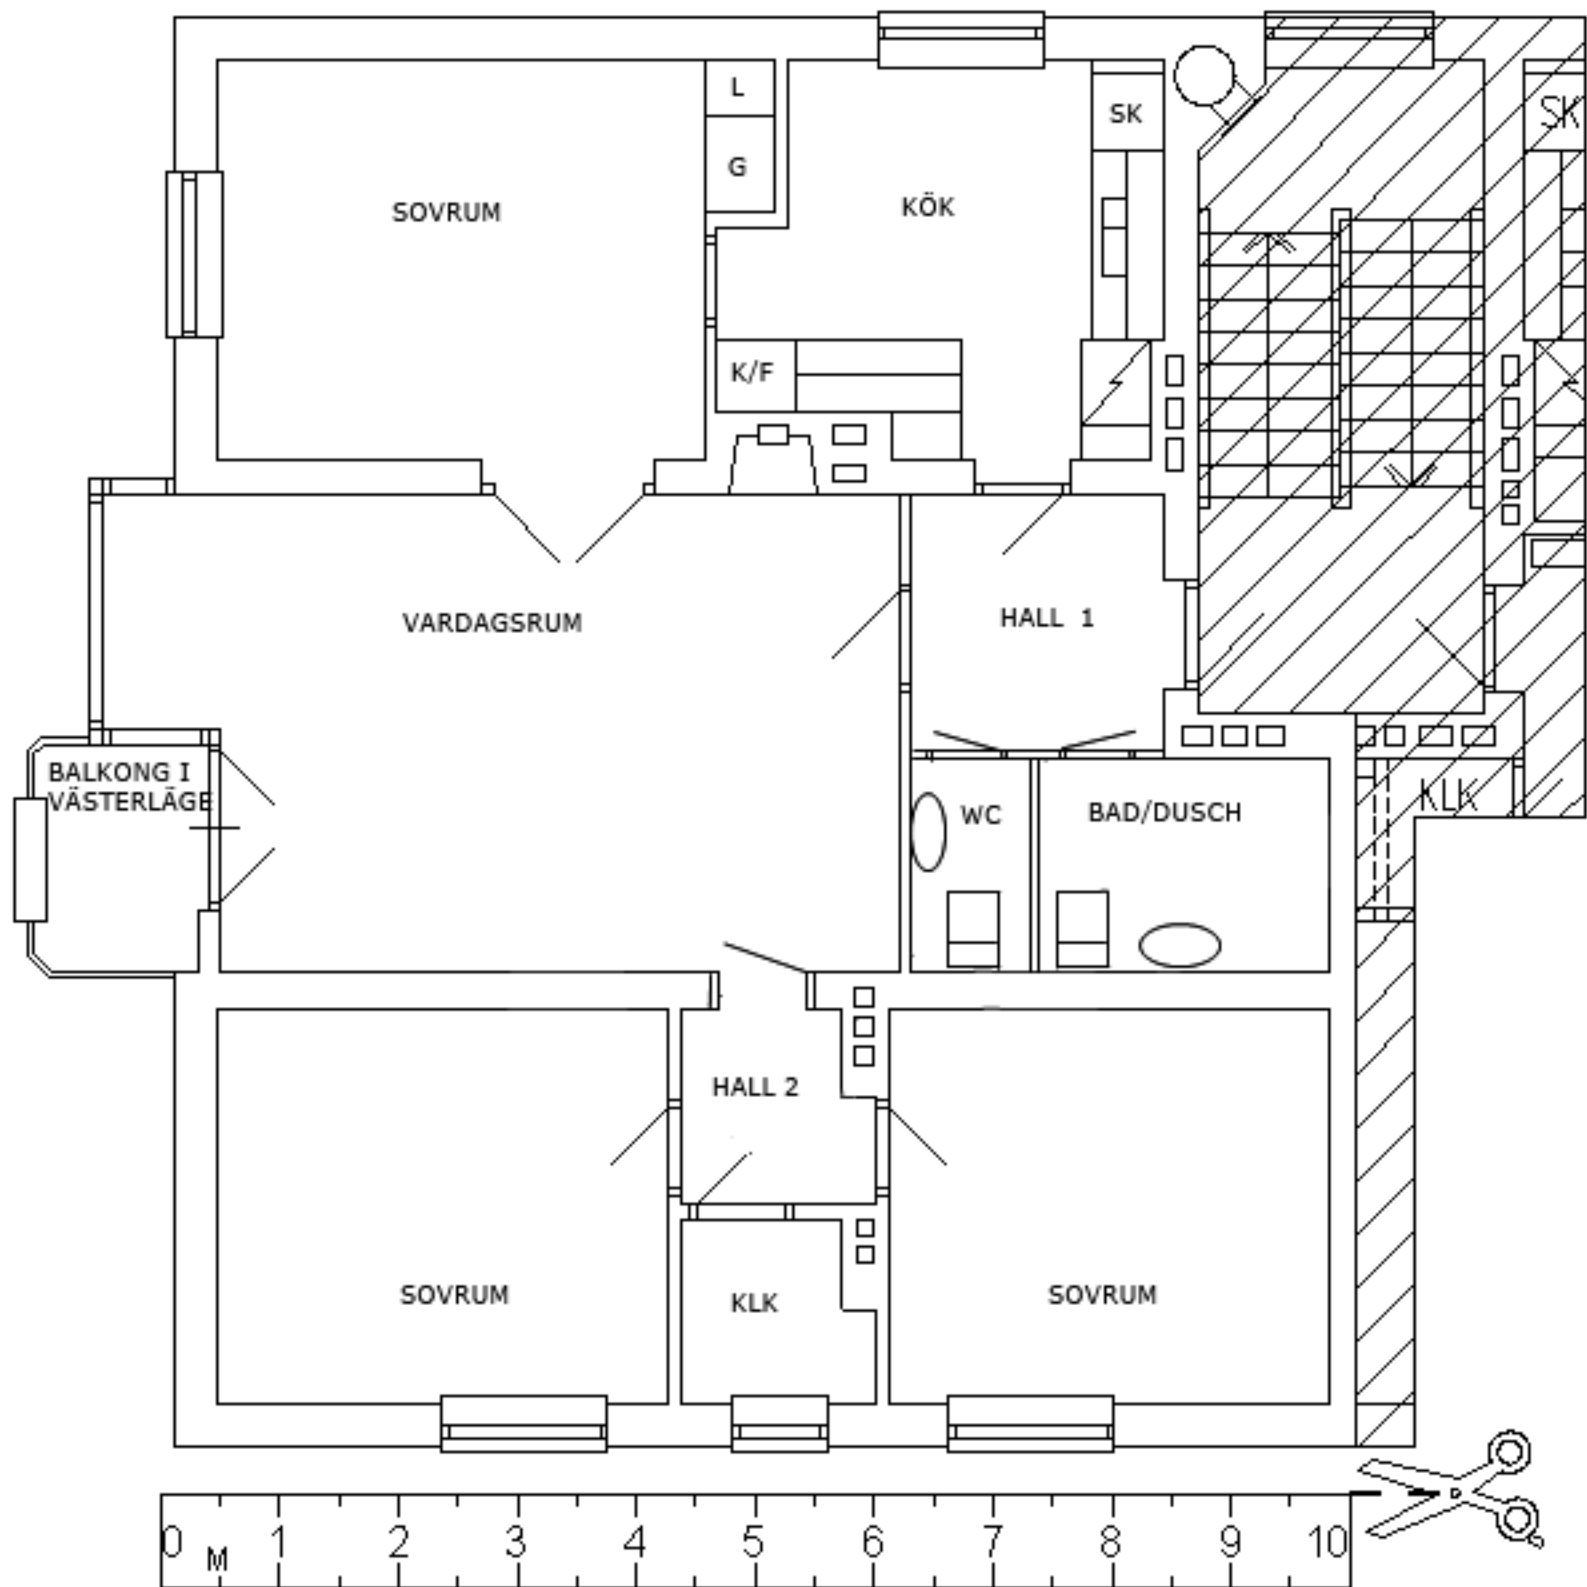 L
SK
SK
G
SOVRUM
KÖK
K/F
VARDAGSRUM
HALL 1
BALKONG I
VÄSTERLÄGE
WC
BAD/DUSCH
KLK
HALL 2
SOVRUM
KLK
SOVRUM
0 M 1 2 3 4 5 6 7 8 9 10